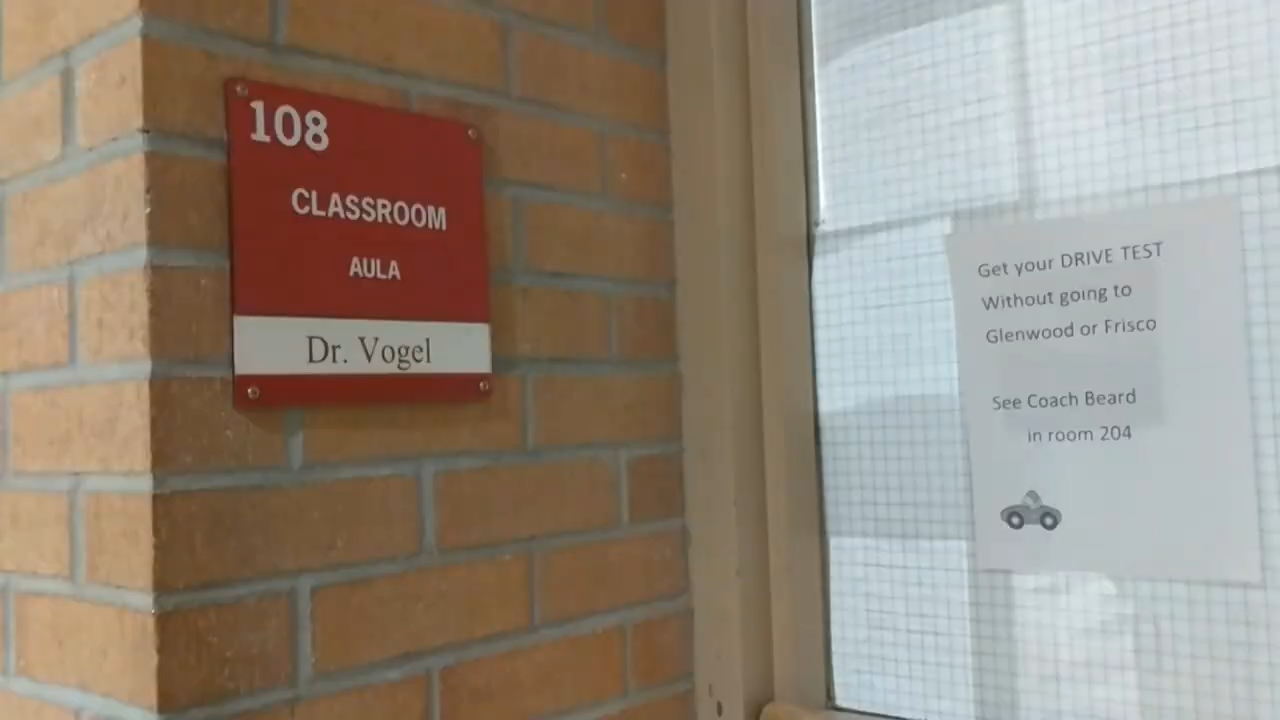 108
CLASSROOM
AULA
Dr. Vogel
Get your DRIVE TEST
Without going to
Glenwood or Frisco
See Coach Beard
in room 204